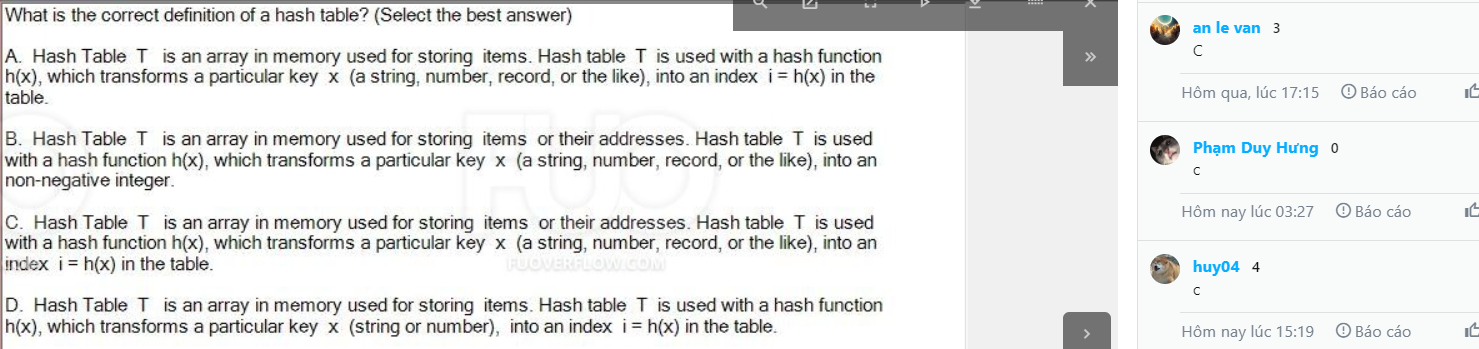 What is the correct definition of a hash table? (Select the best answer)
A. Hash Table T is an array in memory used for storing items. Hash table T is used with a hash function
h(x), which transforms a particular key x (a string, number, record, or the like), into an index i = h(x) in the
table.
B. Hash Table T is an array in memory used for storing items or their addresses. Hash table T is used
with a hash function h(x), which transforms a particular key x (a string, number, record, or the like), into an
non-negative integer.
C. Hash Table T is an array in memory used for storing items or their addresses. Hash table T is used
with a hash function h(x), which transforms a particular key x (a string, number, record, or the like), into an
index i = h(x) in the table.
FUOVERFLOW.COM
D. Hash Table T is an array in memory used for storing items. Hash table T is used with a hash function
h(x), which transforms a particular key x (string or number), into an index i = h(x) in the table.
FUO
an le van 3
C
Hôm qua, lúc 17:15 Báo cáo
Phạm Duy Hưng 0
c
Hôm nay lúc 03:27 Báo cáo
huy04 4
c
Hôm nay lúc 15:19 Báo cáo